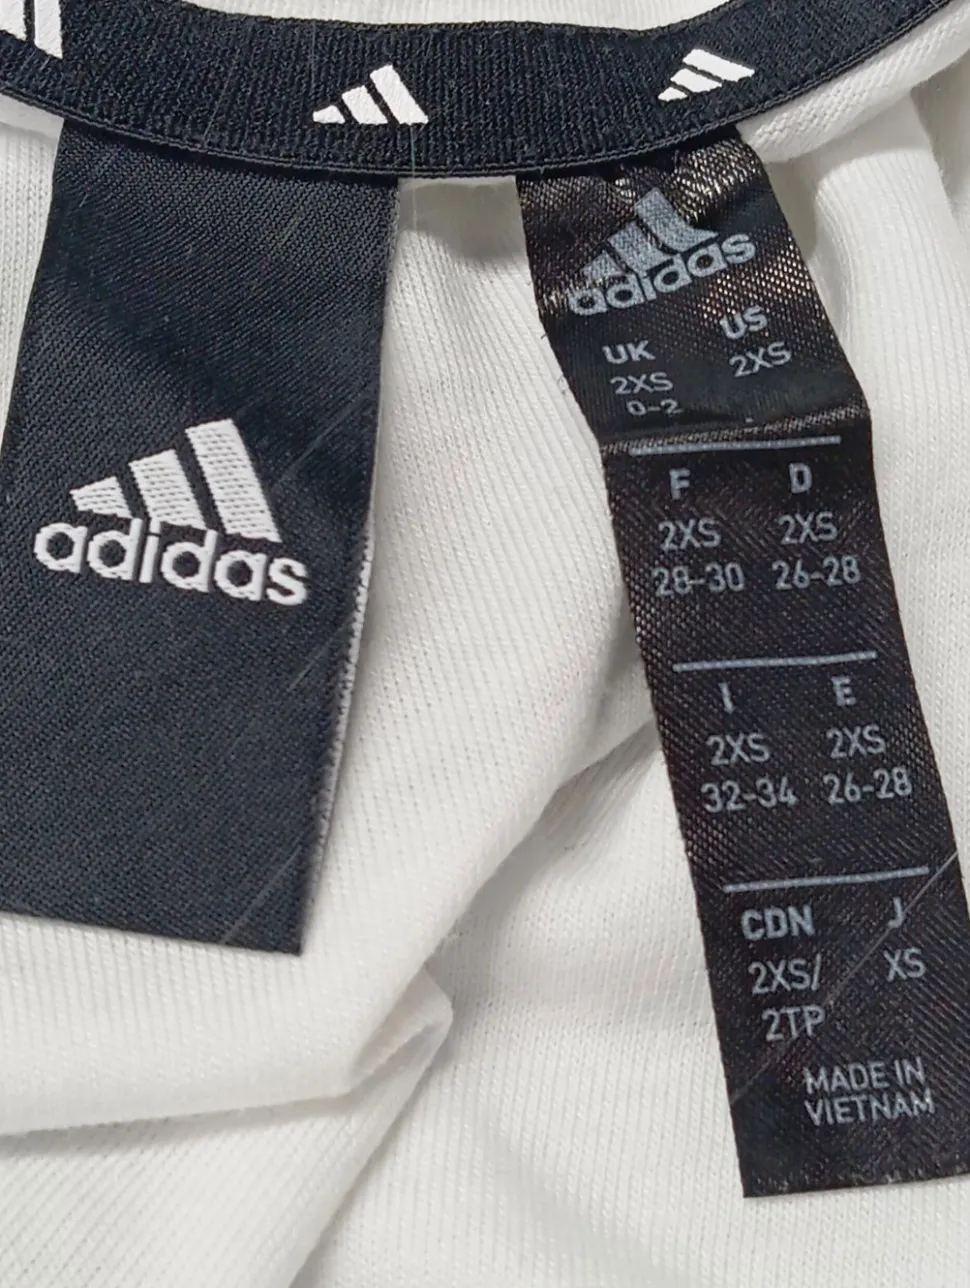 adidas
adidas
UK US
2XS 2XS
0-2
F D
2XS 2XS
28-30 26-28
I E
2XS 2XS
32-34 26-28
CDN J
2XS/ XS
2TP
MADE IN
VIETNAM